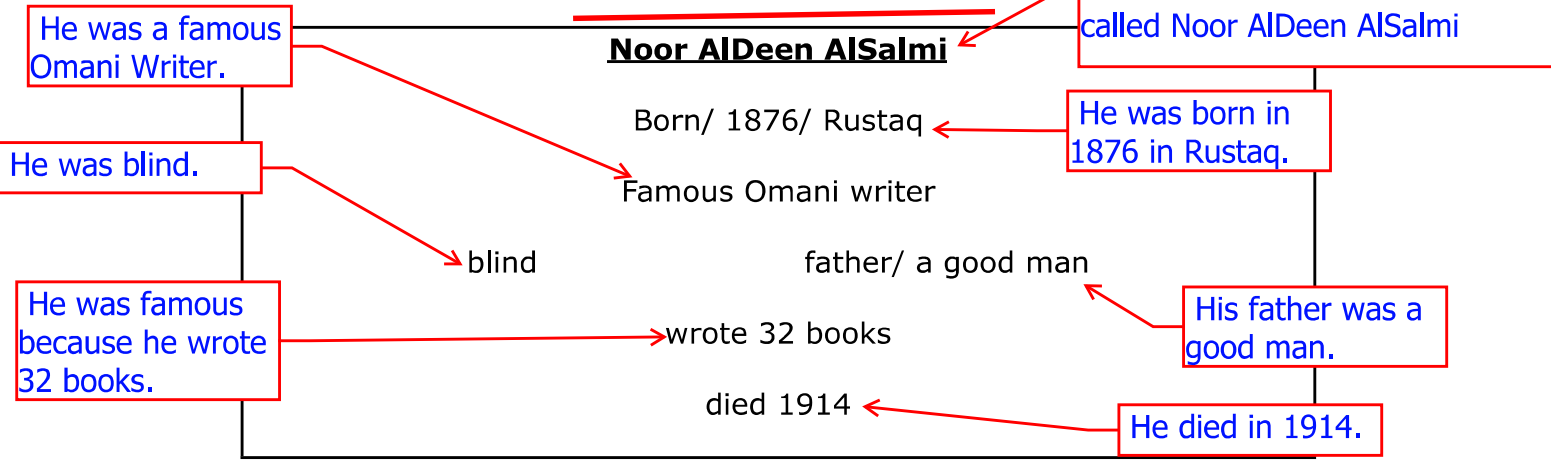 He was a famous
Omani Writer.
called Noor AlDeen AlSalmi
Noor AlDeen AlSalmi
Born/ 1876/ Rustaq
He was born in
1876 in Rustaq.
He was blind.
Famous Omani writer
blind
father/ a good man
He was famous
because he wrote
32 books.
wrote 32 books
His father was a
good man.
died 1914
He died in 1914.